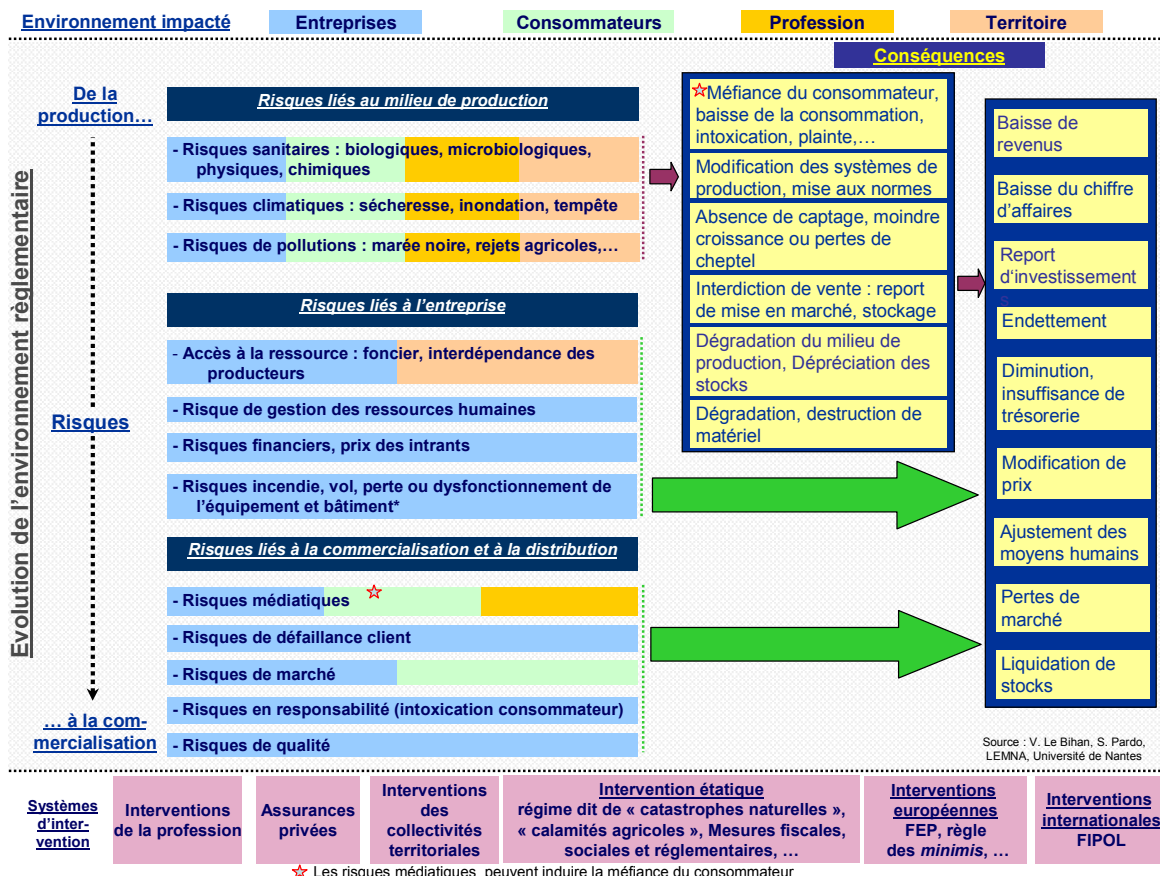 Environnement impacté
Entreprises
Consommateurs
Profession
Territoire
Conséquences
Evolution de l'environnement règlementaire
De la
production…
Risques
… à la com-
mercialisation
Risques liés au milieu de production
- Risques sanitaires : biologiques, microbiologiques,
physiques, chimiques
- Risques climatiques : sécheresse, inondation, tempête
- Risques de pollutions : marée noire, rejets agricoles,…
Risques liés à l'entreprise
- Accès à la ressource : foncier, interdépendance des
producteurs
- Risque de gestion des ressources humaines
- Risques financiers, prix des intrants
- Risques incendie, vol, perte ou dysfonctionnement de
l'équipement et bâtiment*
Risques liés à la commercialisation et à la distribution
- Risques médiatiques
- Risques de défaillance client
- Risques de marché
- Risques en responsabilité (intoxication consommateur)
- Risques de qualité
Méfiance du consommateur,
baisse de la consommation,
intoxication, plainte,…
Modification des systèmes de
production, mise aux normes
Absence de captage, moindre
croissance ou pertes de
cheptel
Interdiction de vente : report
de mise en marché, stockage
Dégradation du milieu de
production, Dépréciation des
stocks
Dégradation, destruction de
matériel
Baisse de
revenus
Baisse du chiffre
d'affaires
Report
d'investissement
s
Endettement
Diminution,
insuffisance de
trésorerie
Modification de
prix
Ajustement des
moyens humains
Pertes de
marché
Liquidation de
stocks
Source : V. Le Bihan, S. Pardo,
LEMNA, Université de Nantes
Systèmes
d'inter-
vention
Interventions
de la profession
Assurances
privées
Interventions
des
collectivités
territoriales
Intervention étatique
régime dit de « catastrophes naturelles »,
« calamités agricoles », Mesures fiscales,
sociales et réglementaires, …
Interventions
européennes
FEP, règle
des minimis, …
Interventions
internationales
FIPOL
Les risques médiatiques peuvent induire la méfiance du consommateur